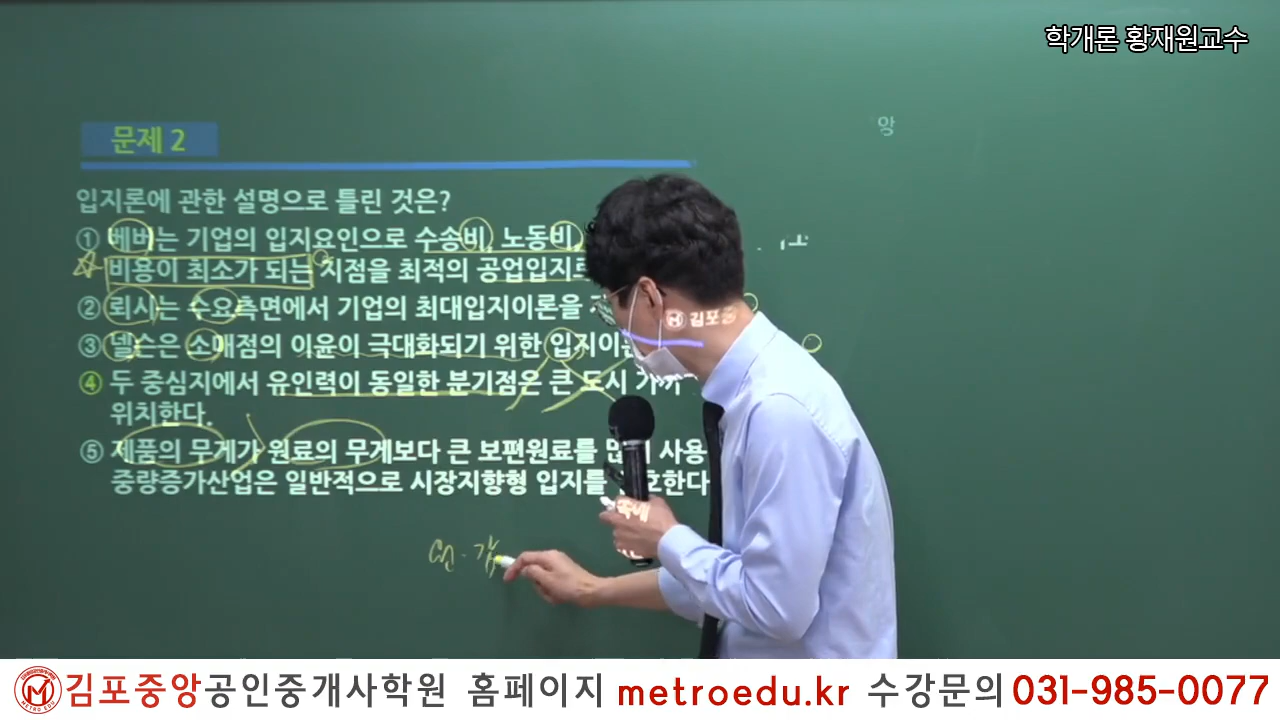 학개론 황재원교수
앙
문제 2
입지론에 관한 설명으로 틀린 것은?
① 베버는 기업의 입지요인으로 수송비, 노동비,
비용이 최소가 되는 지점을 최적의 공업입지로
② 뢰시는 수요측면에서 기업의 최대입지이론을
③ 넬슨은 소매점의 이윤이 극대화되기 위한 입지이론
④ 두 중심지에서 유인력이 동일한 분기점은 큰 도시
위치한다.
⑤ 제품의 무게가 원료의 무게보다 큰 보편원료를 많이 사용
중량증가산업은 일반적으로 시장지향형 입지를 선호한다
김포중
원·
김포중앙공인중개사학원 홈페이지 metroedu.kr 수강문의 031-985-0077